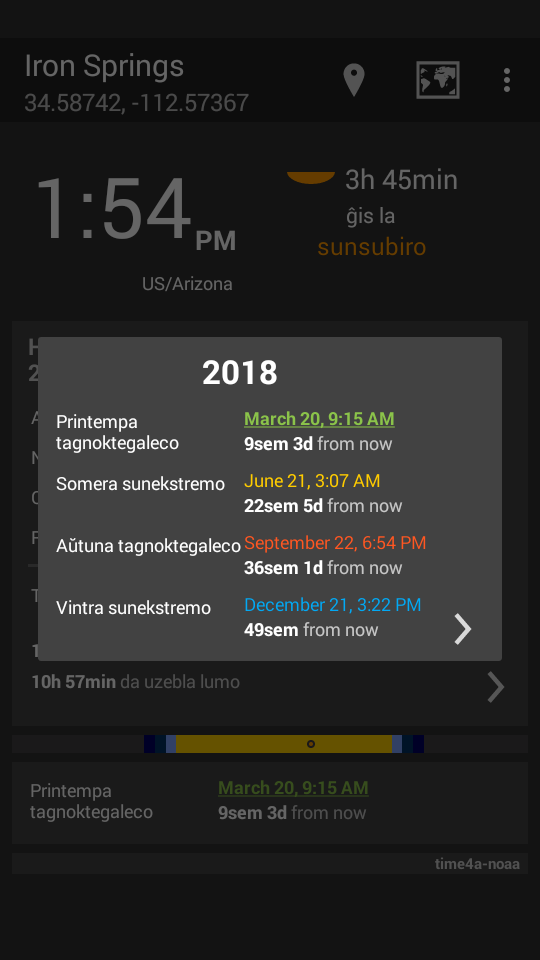 Iron Springs
34.58742, -112.57367
1:54 PM
US/Arizona
3h 45min
ĝis la
sunsubiro
2018
Printempa
tagnoktegaleco
March 20, 9:15 AM
9sem 3d from now
Somera sunekstremo
June 21, 3:07 AM
22sem 5d from now
Aŭtuna tagnoktegaleco
September 22, 6:54 PM
36sem 1d from now
Vintra sunekstremo
December 21, 3:22 PM
49sem from now
10h 57min da uzebla lumo
Printempa
tagnoktegaleco
March 20, 9:15 AM
9sem 3d from now
time4a-noaa